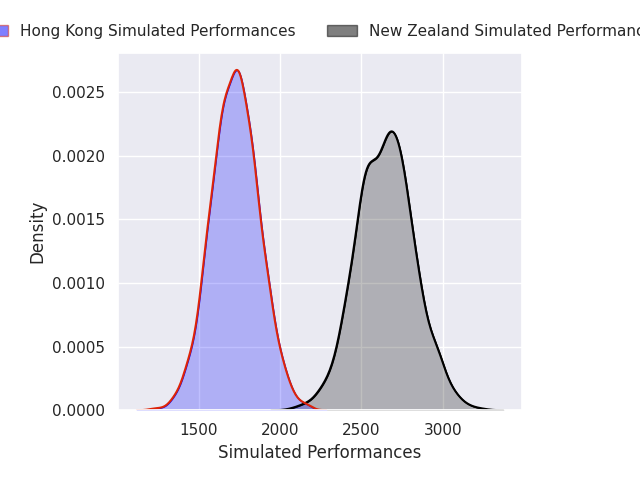 Hong Kong Simulated Performances
New Zealand Simulated
0.0025
0.0020
0.0015
0.0010
0.0005
0.0000
Density
1500 2000 2500 3000
Simulated Performances